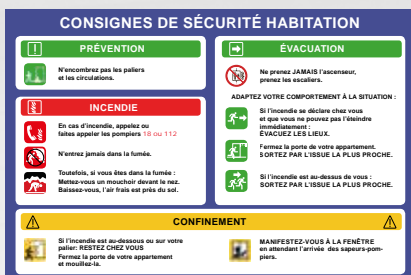 CONSIGNES DE SÉCURITÉ HABITATION
PRÉVENTION
N'encombrez pas les paliers
et les circulations.
INCENDIE
En cas d'incendie, appelez ou
faites appeler les pompiers 18 ou 112
N'entrez jamais dans la fumée.
Toutefois, si vous êtes dans la fumée :
Mettez-vous un mouchoir devant le nez.
Baissez-vous, l'air frais est près du sol.
ÉVACUATION
Ne prenez JAMAIS l'ascenseur,
prenez les escaliers.
ADAPTEZ VOTRE COMPORTEMENT À LA SITUATION :
Si l'incendie se déclare chez vous
et que vous ne pouvez pas l'éteindre
immédiatement :
ÉVACUEZ LES LIEUX.
Fermez la porte de votre appartement.
SORTEZ PAR L'ISSUE LA PLUS PROCHE.
Si l'incendie est au-dessus de vous :
SORTEZ PAR L'ISSUE LA PLUS PROCHE.
CONFINEMENT
Si l'incendie est au-dessous ou sur votre
palier: RESTEZ CHEZ VOUS
Fermez la porte de votre appartement
et mouillez-la.
MANIFESTEZ-VOUS À LA FENÊTRE
en attendant l'arrivée des sapeurs-pom-
piers.